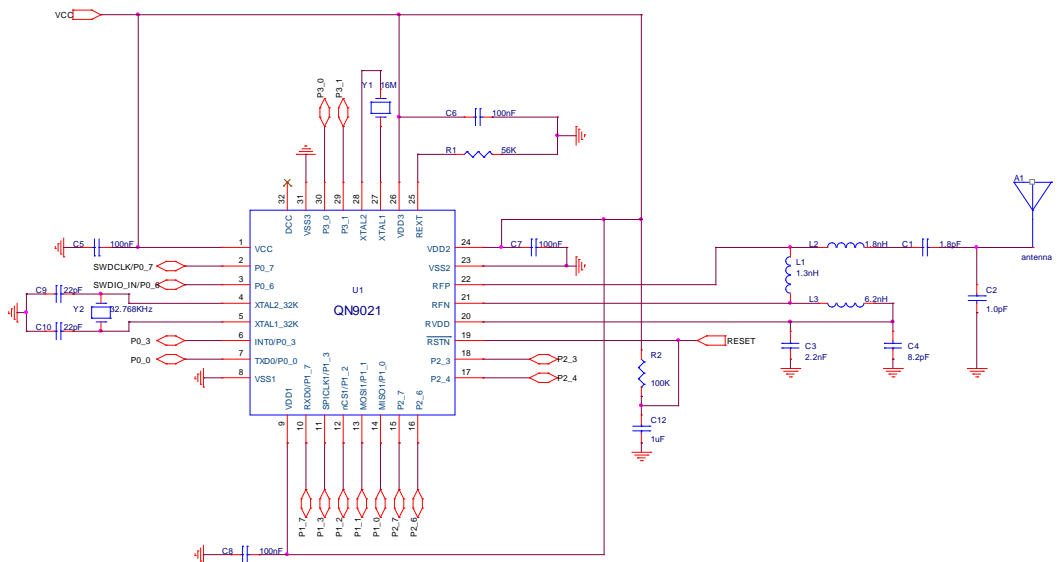 VCC
P3_0
P3_1
Y1 16M
C6 100nF
R1 56K
A1
antenna
32 31 30 29 28 27 26 25
DCC VSS3 P3_0 P3_1 XTAL2 XTAL1 VDD3 REXT
C5 100nF
1 VCC
SWDCLK/P0_7 2 P0_7
SWDIO_IN/P0_6 3 P0_6
C9 22pF 4 XTAL2_32K
Y2 32.768KHz
C10 22pF 5 XTAL1_32K
P0_3 6 INT0/P0_3
P0_0 7 TXD0/P0_0
8 VSS1
U1
QN9021
VDD2 24 C7 100nF
VSS2 23
RFP 22
RFN 21
RVDD 20
RSTN 19 RESET
P2_3 18 P2_3
P2_4 17 P2_4
L2 1.8nH C1 1.8pF
L1
1.3nH
L3 6.2nH
C2
1.0pF
C3
2.2nF
C4
8.2pF
R2
100K
C12
1uF
VDD1 RXD0/P1_7 SPICLK1/P1_3 nCS1/P1_2 MOSI1/P1_1 MISO1/P1_0 P2_7 P2_6
9 10 11 12 13 14 15 16
P1_7 P1_3 P1_2 P1_1 P1_0 P2_7 P2_6
C8 100nF